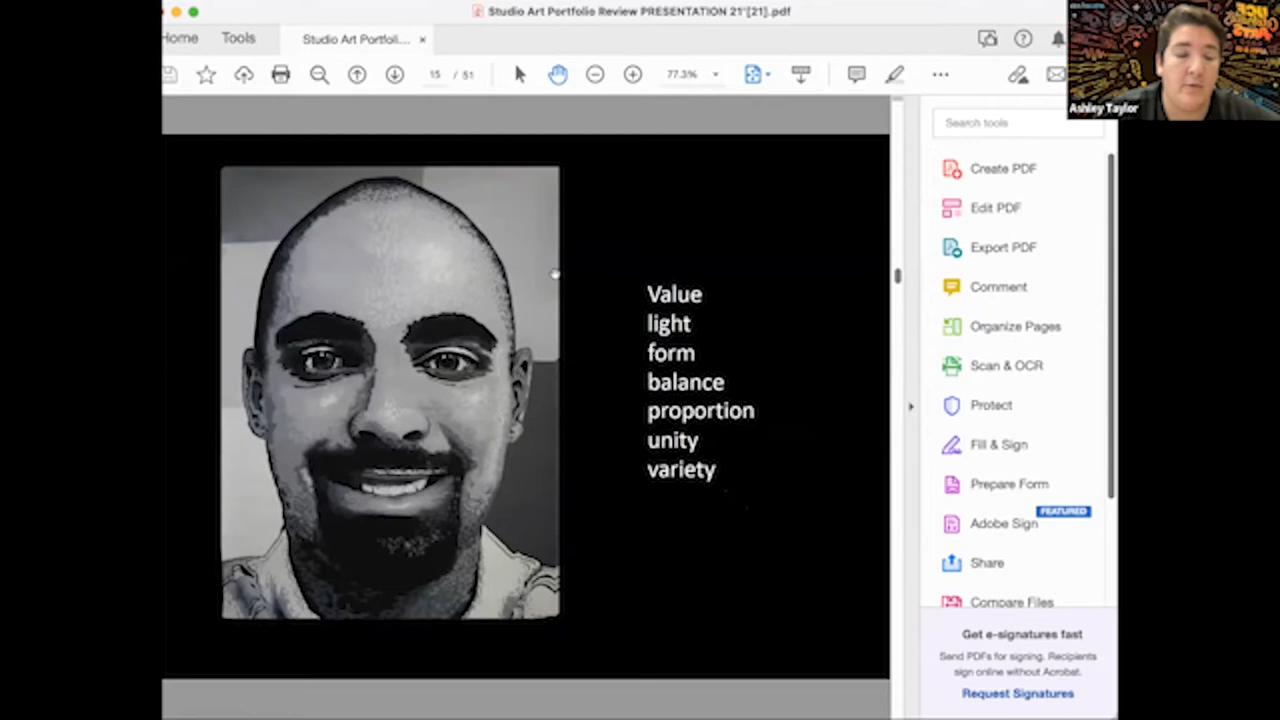 Studio Art Portfolio Review PRESENTATION 21'[21].pdf
Home
Tools
Studio Art Portfoli... ×
15 / 51
77.3%
Ashley Taylor
Search tools
Create PDF
Edit PDF
Export PDF
Comment
Organize Pages
Scan & OCR
Protect
Fill & Sign
Prepare Form
FEATURED
Adobe Sign
Share
Compare Files
Get e-signatures fast
Send PDFs for signing. Recipients
sign online without Acrobat.
Request Signatures
Value
light
form
balance
proportion
unity
variety